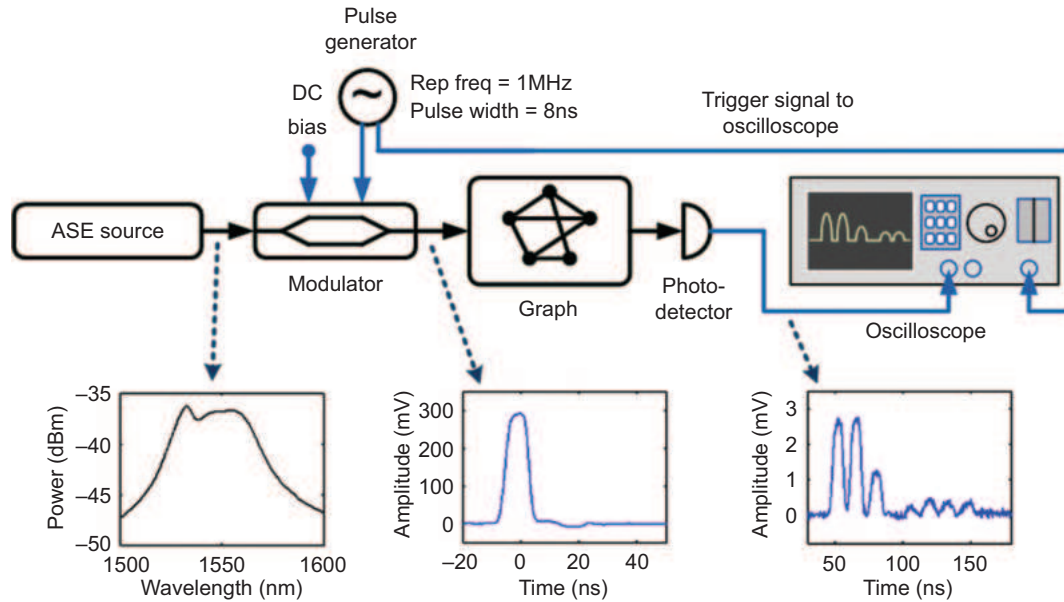 Pulse
generator
Rep freq = 1MHz
Pulse width = 8ns
DC
bias
Trigger signal to
oscilloscope
ASE source
Modulator
Graph
Photo-
detector
Oscilloscope
Power (dBm)
–35
–40
–45
–50
1500
1550
1600
Wavelength (nm)
Amplitude (mV)
300
200
100
0
–20
0
20
40
Time (ns)
Amplitude (mV)
3
2
1
0
50
100
150
Time (ns)